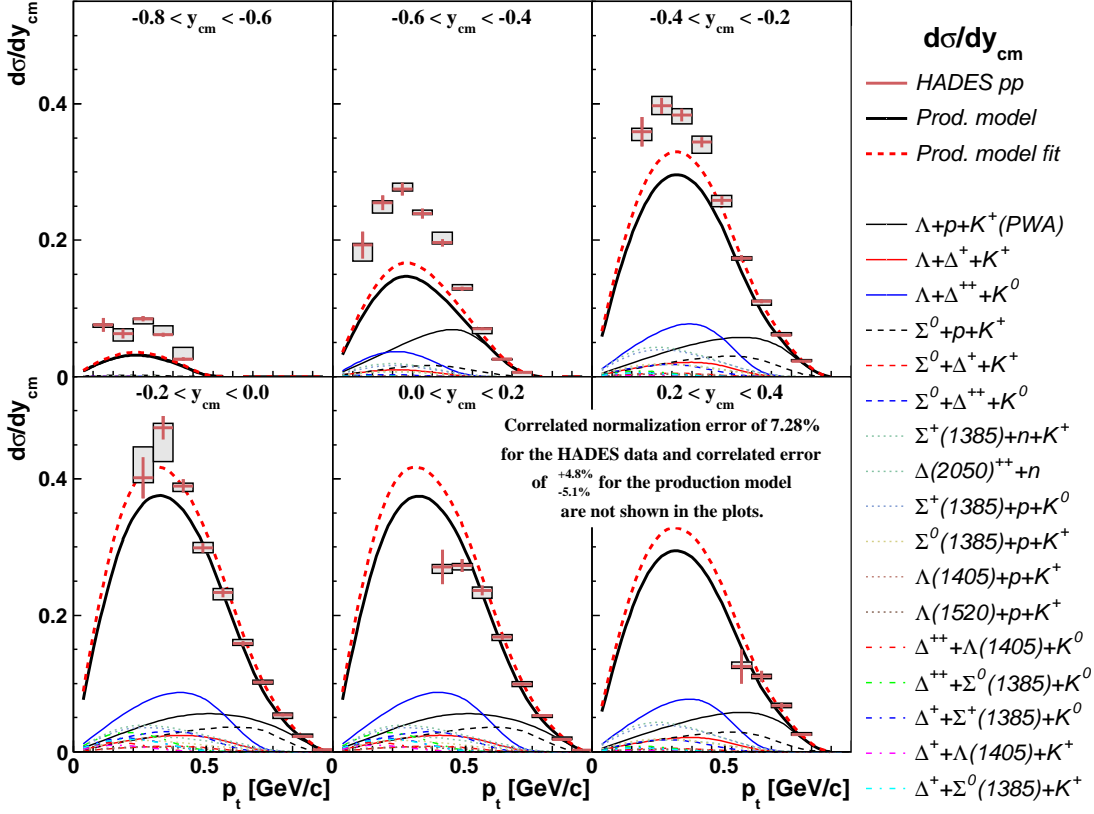 -0.8 < y_cm < -0.6
-0.6 < y_cm < -0.4
-0.4 < y_cm < -0.2
dσ/dy_cm
0.4
0.2
0
-0.2 < y_cm < 0.0
0.0 < y_cm < 0.2
0.2 < y_cm < 0.4
dσ/dy_cm
0.4
0.2
0
Correlated normalization error of 7.28%
for the HADES data and correlated error
of +4.8% -5.1% for the production model
are not shown in the plots.
0 0.5
0 0.5
0 0.5
p_t [GeV/c]
p_t [GeV/c]
p_t [GeV/c]
dσ/dy_cm
HADES pp
Prod. model
Prod. model fit
Λ+p+K⁺(PWA)
Λ+Δ⁺+K⁺
Λ+Δ⁺⁺+K⁰
Σ⁰+p+K⁺
Σ⁰+Δ⁺+K⁺
Σ⁰+Δ⁺⁺+K⁰
Σ⁺(1385)+n+K⁺
Δ(2050)⁺⁺+n
Σ⁺(1385)+p+K⁰
Σ⁰(1385)+p+K⁺
Λ(1405)+p+K⁺
Λ(1520)+p+K⁺
Δ⁺⁺+Λ(1405)+K⁰
Δ⁺⁺+Σ⁰(1385)+K⁰
Δ⁺+Σ⁺(1385)+K⁰
Δ⁺+Λ(1405)+K⁺
Δ⁺+Σ⁰(1385)+K⁺